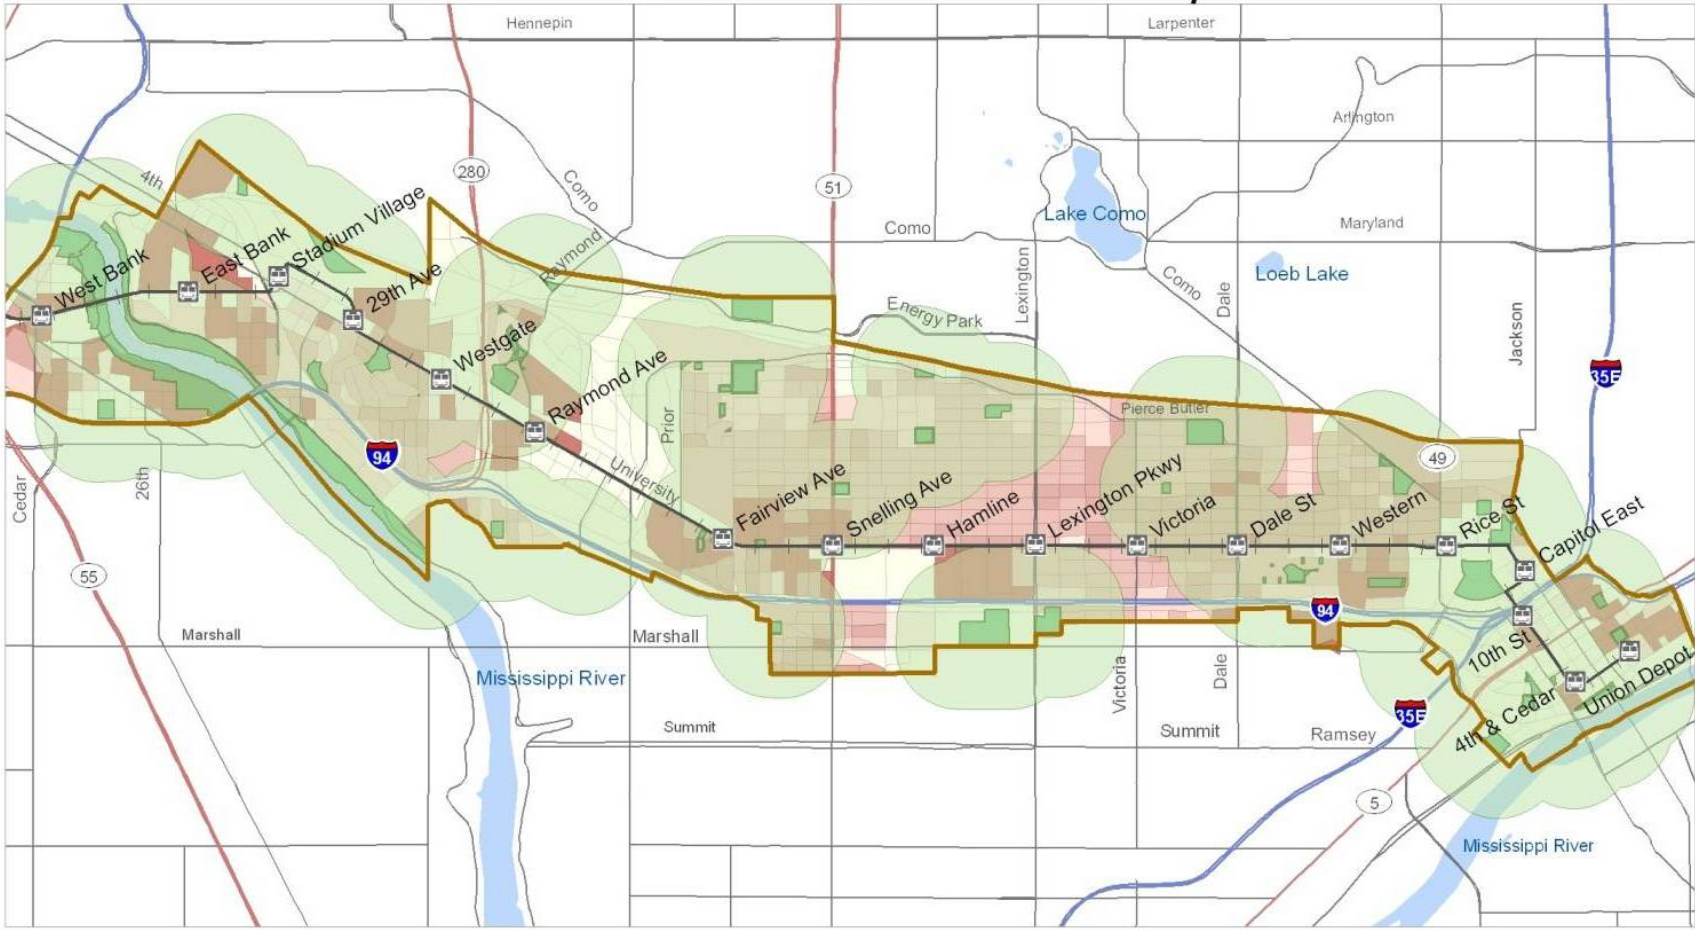 Hennepin
Larpenter
Arlington
4th
280
Como
51
Stadium Village
Lake Como
Como
Maryland
East Bank
West Bank
Raymond
Lexington
Loeb Lake
Como
Dale
29th Ave
Energy Park
Jackson
Westgate
35E
Raymond Ave
Prior
Pierce Butler
94
49
University
Cedar
26th
Fairview Ave
Snelling Ave
Hamline
Lexington Pkwy
Victoria
Dale St
Western
Rice St
Capitol East
55
94
Marshall
Marshall
10th St
Mississippi River
Victoria
Dale
4th & Cedar
Union Depot
35E
Summit
Summit
Ramsey
5
Mississippi River